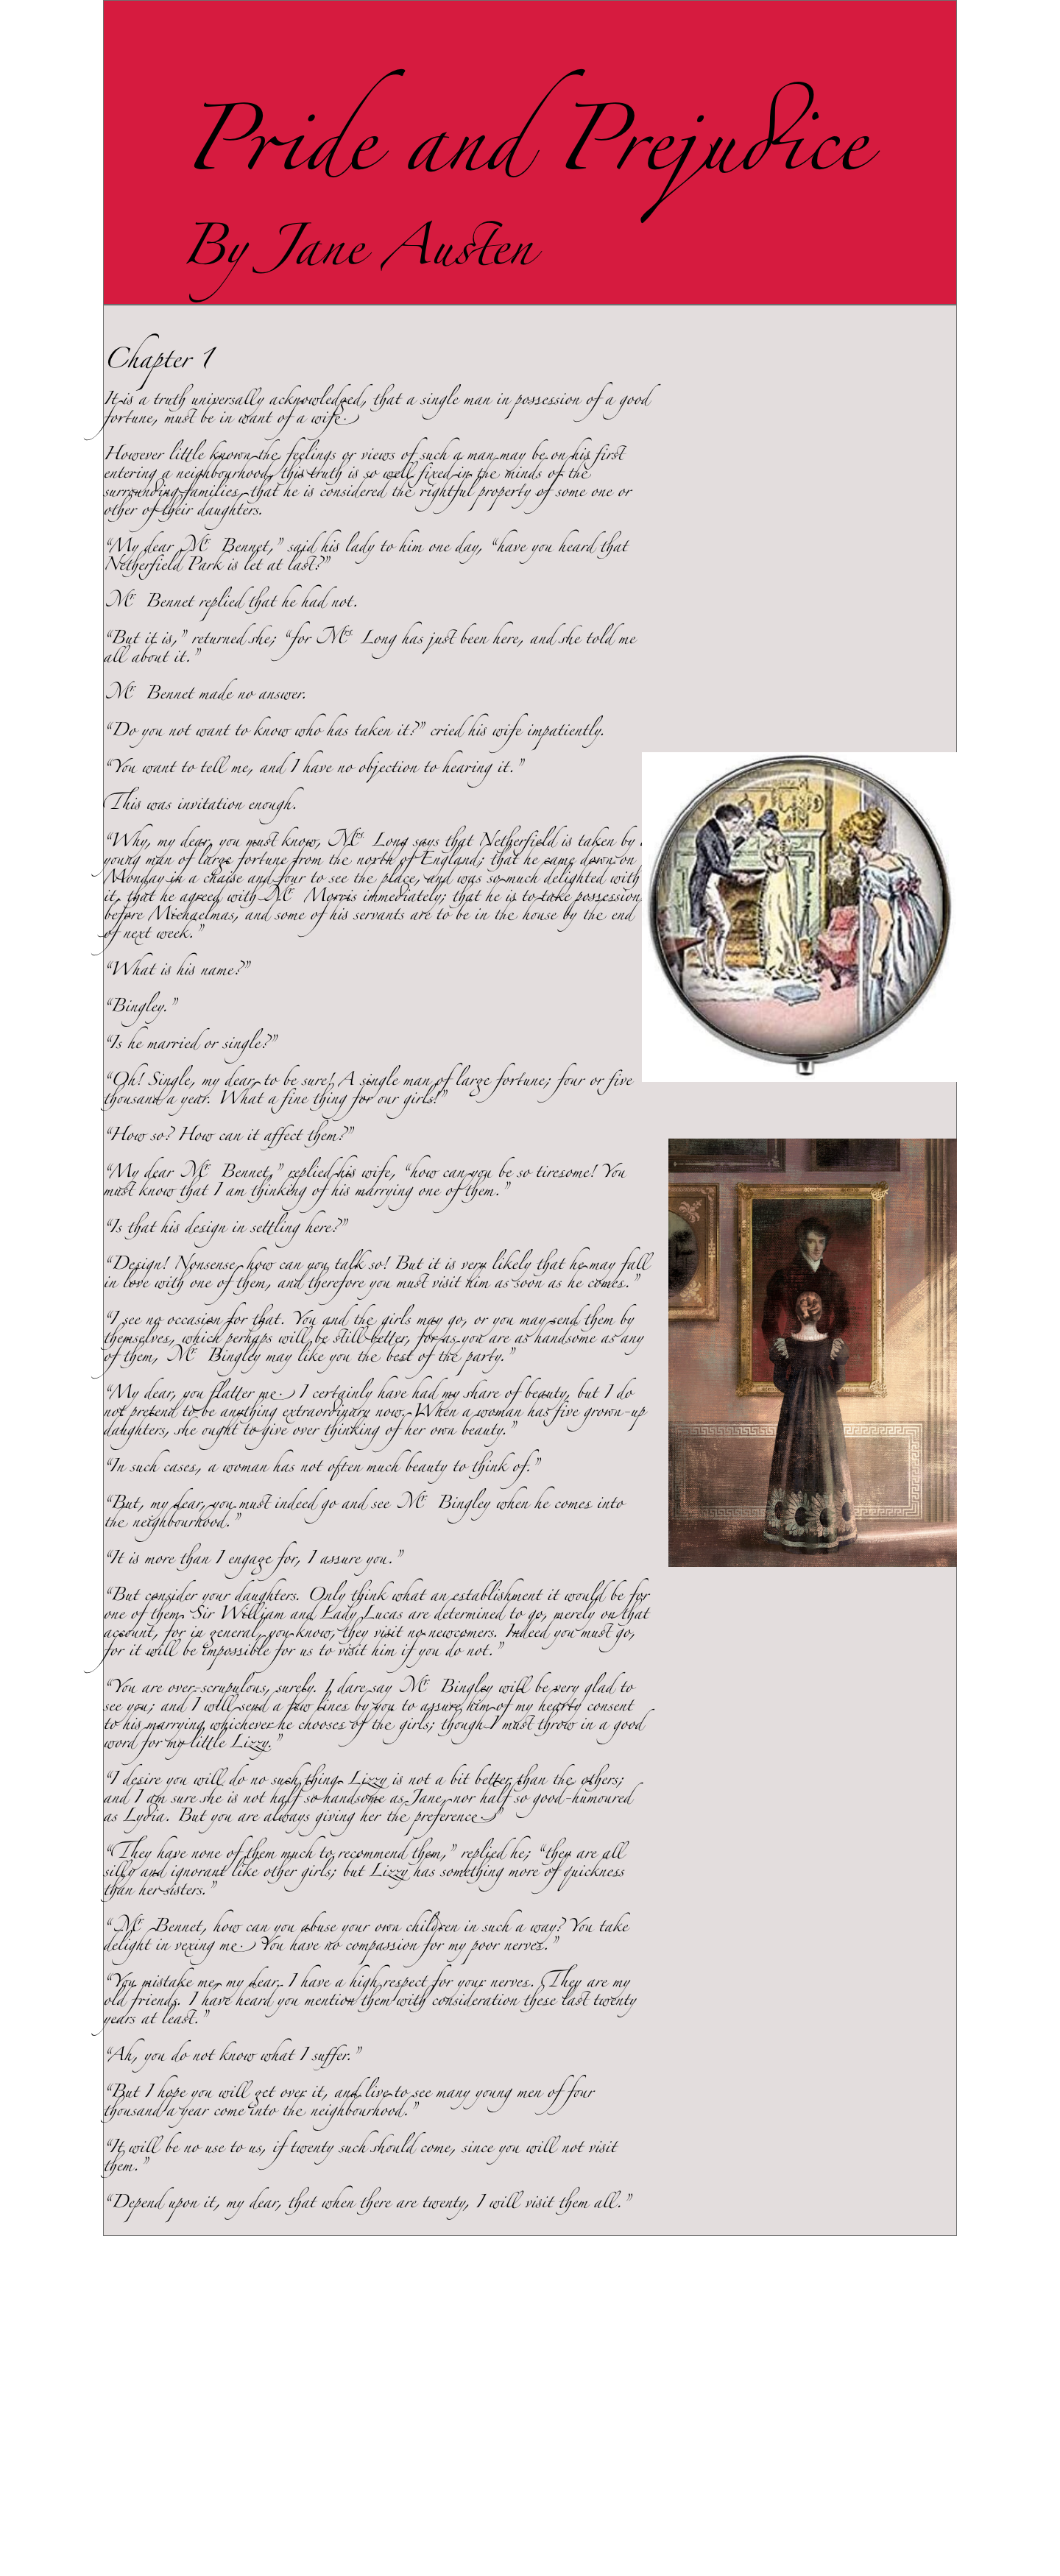 Pride and Prejudice
By Jane Austen
Chapter 1
It is a truth universally acknowledged, that a single man in possession of a good
fortune, must be in want of a wife.
However little known the feelings or views of such a man may be on his first
entering a neighbourhood, this truth is so well fixed in the minds of the
surrounding families, that he is considered the rightful property of some one or
other of their daughters.
“My dear Mr Bennet,” said his lady to him one day, “have you heard that
Netherfield Park is let at last?”
Mr Bennet replied that he had not.
“But it is,” returned she; “for Mrs Long has just been here, and she told me
all about it.”
Mr Bennet made no answer.
“Do you not want to know who has taken it?” cried his wife impatiently.
“You want to tell me, and I have no objection to hearing it.”
This was invitation enough.
“Why, my dear, you must know, Mrs Long says that Netherfield is taken by
young man of large fortune from the north of England; that he came down on
Monday in a chaise and four to see the place, and was so much delighted with
it, that he agreed with Mr Morris immediately; that he is to take possession
before Michaelmas, and some of his servants are to be in the house by the end
of next week.”
“What is his name?”
“Bingley.”
“Is he married or single?”
“Oh! Single, my dear, to be sure! A single man of large fortune; four or five
thousand a year. What a fine thing for our girls!”
“How so? How can it affect them?”
“My dear Mr Bennet,” replied his wife, “how can you be so tiresome! You
must know that I am thinking of his marrying one of them.”
“Is that his design in settling here?”
“Design! Nonsense, how can you talk so! But it is very likely that he may fall
in love with one of them, and therefore you must visit him as soon as he comes.”
“I see no occasion for that. You and the girls may go, or you may send them by
themselves, which perhaps will be still better, for as you are as handsome as any
of them, Mr Bingley may like you the best of the party.”
“My dear, you flatter me. I certainly have had my share of beauty, but I do
not pretend to be anything extraordinary now. When a woman has five grown-up
daughters, she ought to give over thinking of her own beauty.”
“In such cases, a woman has not often much beauty to think of.”
“But, my dear, you must indeed go and see Mr Bingley when he comes into
the neighbourhood.”
“It is more than I engage for, I assure you.”
“But consider your daughters. Only think what an establishment it would be for
one of them. Sir William and Lady Lucas are determined to go, merely on that
account, for in general, you know, they visit no newcomers. Indeed you must go,
for it will be impossible for us to visit him if you do not.”
“You are over-scrupulous, surely. I dare say Mr Bingley will be very glad to
see you; and I will send a few lines by you to assure him of my hearty consent
to his marrying whichever he chooses of the girls; though I must throw in a good
word for my little Lizzy.”
“I desire you will do no such thing. Lizzy is not a bit better than the others;
and I am sure she is not half so handsome as Jane, nor half so good-humoured
as Lydia. But you are always giving her the preference.”
“They have none of them much to recommend them,” replied he; “they are all
silly and ignorant like other girls; but Lizzy has something more of quickness
than her sisters.”
“Mr Bennet, how can you abuse your own children in such a way? You take
delight in vexing me. You have no compassion for my poor nerves.”
“You mistake me, my dear. I have a high respect for your nerves. They are my
old friends. I have heard you mention them with consideration these last twenty
years at least.”
“Ah, you do not know what I suffer.”
“But I hope you will get over it, and live to see many young men of four
thousand a year come into the neighbourhood.”
“It will be no use to us, if twenty such should come, since you will not visit
them.”
“Depend upon it, my dear, that when there are twenty, I will visit them all.”